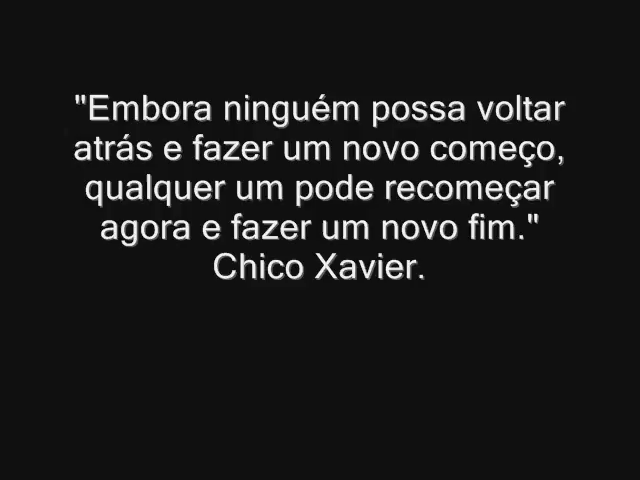 "Embora ninguém possa voltar
atrás e fazer um novo começo,
qualquer um pode recomeçar
agora e fazer um novo fim."
Chico Xavier.